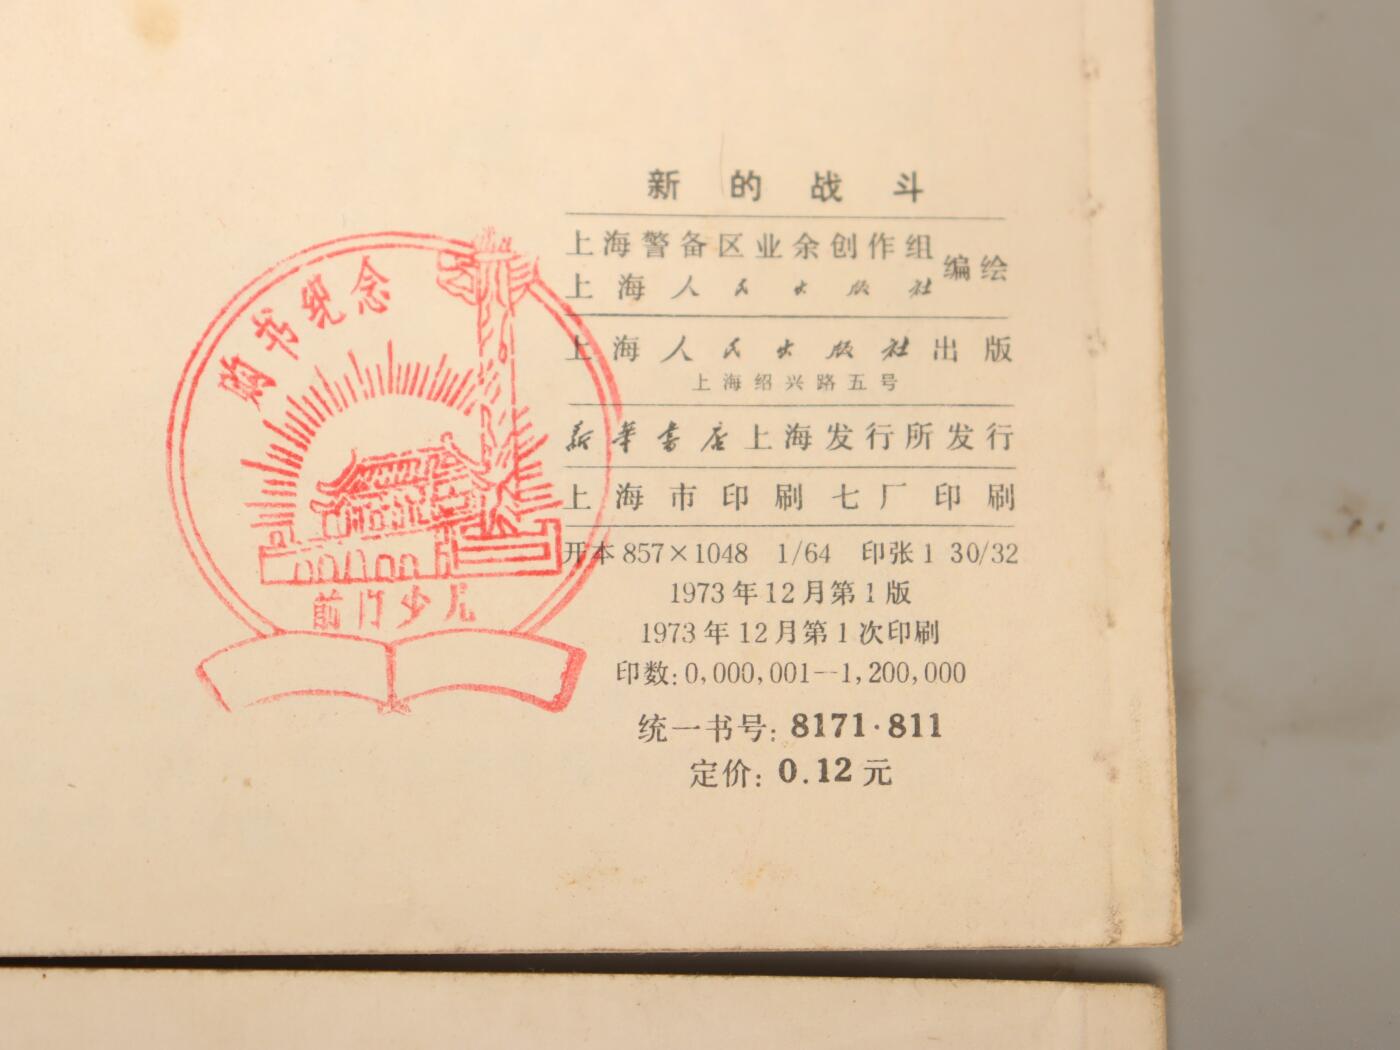 新的战斗
上海警备区业余创作组
上海人民出版社
编绘
上海人民出版社出版
上海绍兴路五号
新华书店上海发行所发行
上海市印刷七厂印刷
开本 857×1048 1/64 印张 1 30/32
1973年12月第1版
1973年12月第1次印刷
印数:0,000,001—1,200,000
统一书号: 8171·811
定价: 0.12 元
购书纪念
前门少儿